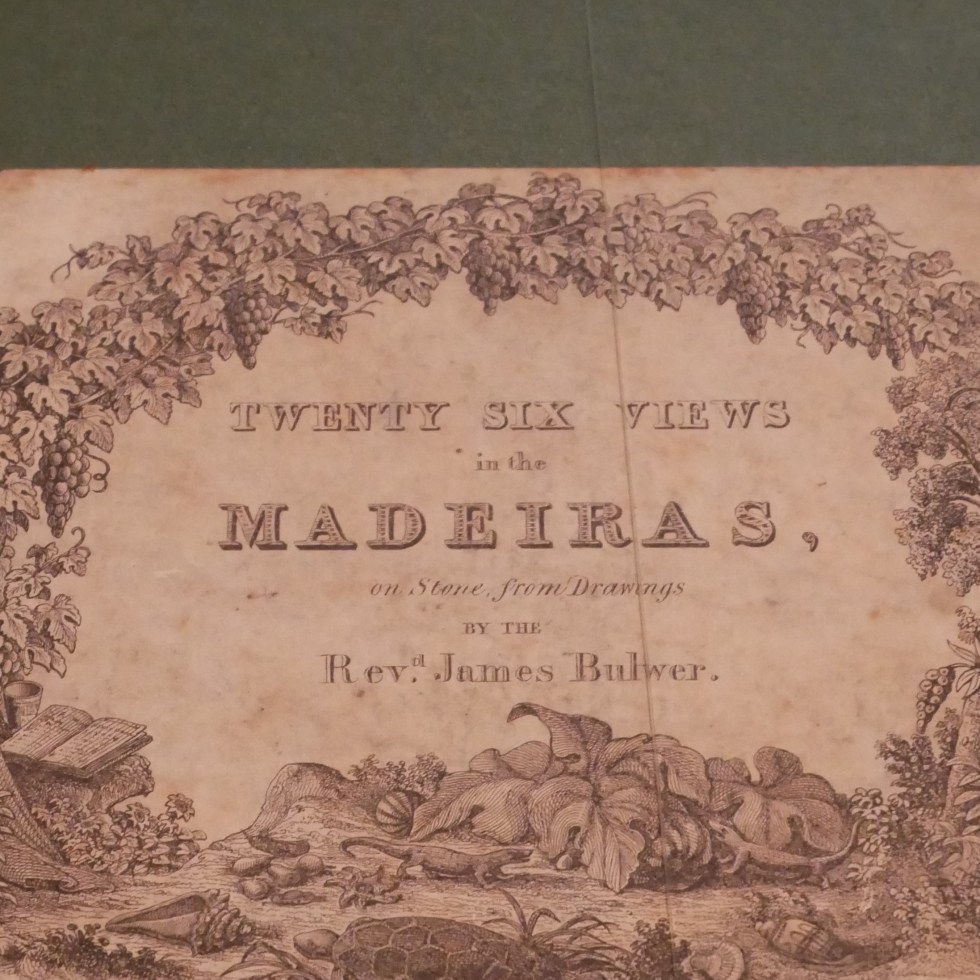 TWENTY SIX VIEWS
in the
MADEIRAS,
on Stone, from Drawings
BY THE
Revd. James Bulwer.